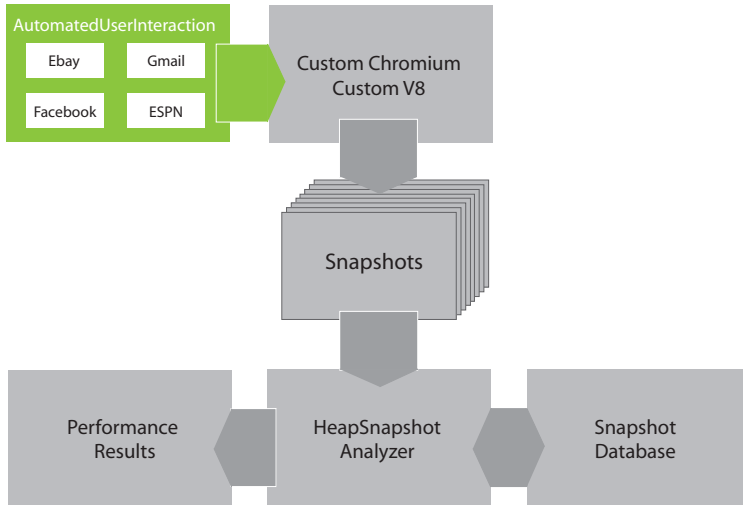 AutomatedUserInteraction
Ebay
Gmail
Facebook
ESPN
Custom Chromium
Custom V8
Snapshots
Performance
Results
HeapSnapshot
Analyzer
Snapshot
Database